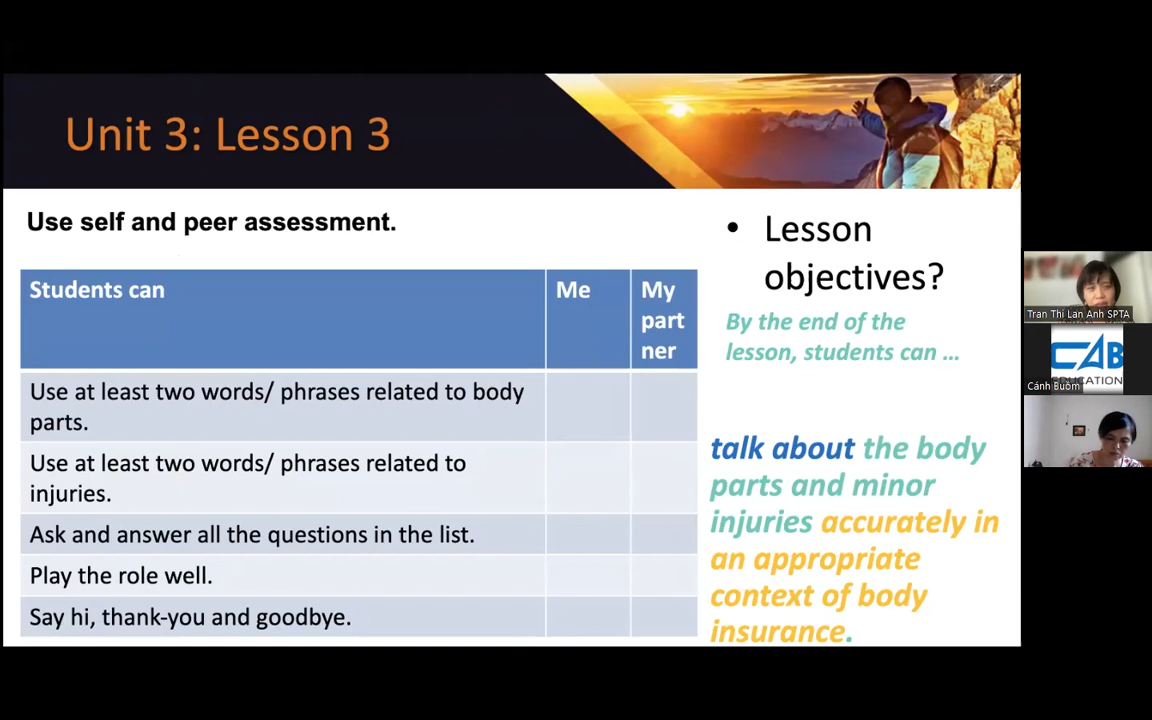 Unit 3: Lesson 3
Use self and peer assessment.
Students can
Me
My
part
ner
Use at least two words/ phrases related to body
parts.
Use at least two words/ phrases related to
injuries.
Ask and answer all the questions in the list.
Play the role well.
Say hi, thank-you and goodbye.
• Lesson
objectives?
By the end of the
lesson, students can ...
talk about the body
parts and minor
injuries accurately in
an appropriate
context of body
insurance.
Tran Thi Lan Anh SPTA
CAB
EDUCATION
Cánh Buồm